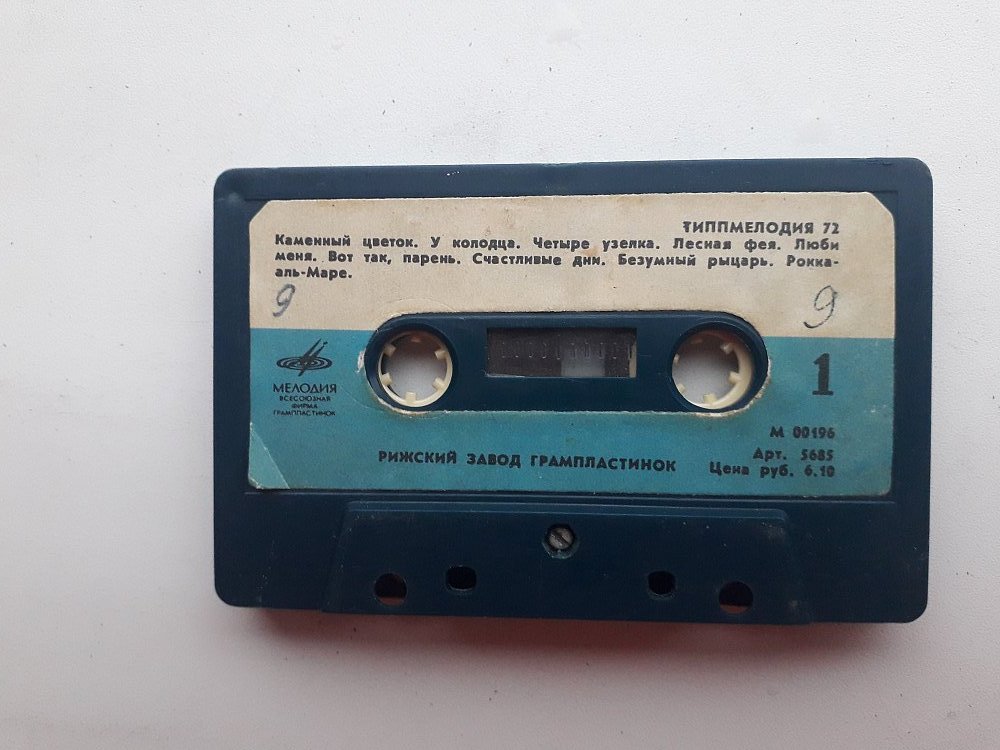 ТИППМЕЛОДИЯ 72
Каменный цветок. У колодца. Четыре узелка. Лесная фея. Люби
меня. Вот так, парень. Счастливые дни. Безумный рыцарь. Рокка-
аль-Маре.
9 9
МЕЛОДИЯ
ВСЕСОЮЗНАЯ
ФИРМА
ГРАМПЛАСТИНОК
1
РИЖСКИЙ ЗАВОД ГРАМПЛАСТИНОК
М 00196
Арт. 5685
Цена руб. 6.10